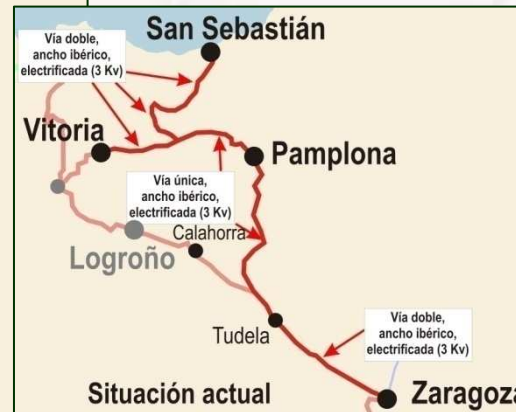 San Sebastián
Vía doble,
ancho ibérico,
electrificada (3 Kv)
Vitoria
Pamplona
Vía única,
ancho ibérico,
electrificada (3 Kv)
Calahorra
Logroño
Tudela
Vía doble,
ancho ibérico,
electrificada (3 Kv)
Situación actual
Zaragoza